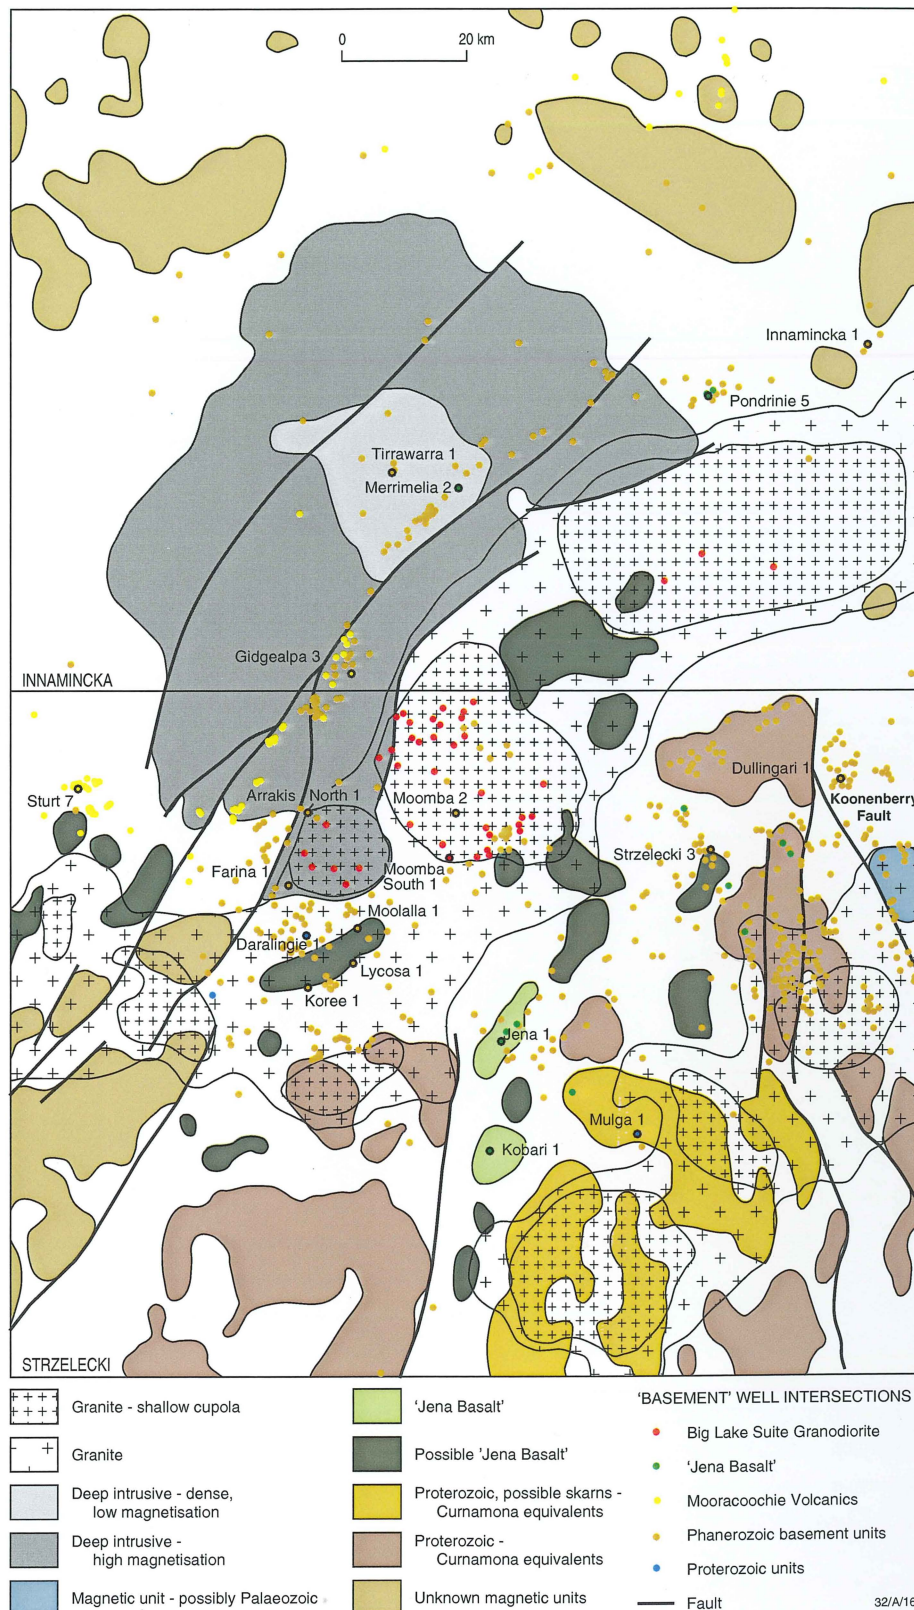 0 20 km
Innamincka 1
Pondrinie 5
Tirrawarra 1
Merrimelia 2
Gidgealpa 3
INNAMINCKA
Dullingari 1
Sturt 7
Arrakis North 1
Moomba 2
Koonenberry
Fault
Strzelecki 3
Farina 1
Moomba
South 1
Moolalla 1
Daralingie 1
Lycosa 1
Koree 1
Jena 1
Mulga 1
Kobari 1
STRZELECKI
Granite - shallow cupola
Granite
Deep intrusive - dense,
low magnetisation
Deep intrusive -
high magnetisation
Magnetic unit - possibly Palaeozoic
'Jena Basalt'
Possible 'Jena Basalt'
Proterozoic, possible skarns -
Curnamona equivalents
Proterozoic -
Curnamona equivalents
Unknown magnetic units
'BASEMENT' WELL INTERSECTIONS
Big Lake Suite Granodiorite
'Jena Basalt'
Mooracoochie Volcanics
Phanerozoic basement units
Proterozoic units
Fault
32/A/16